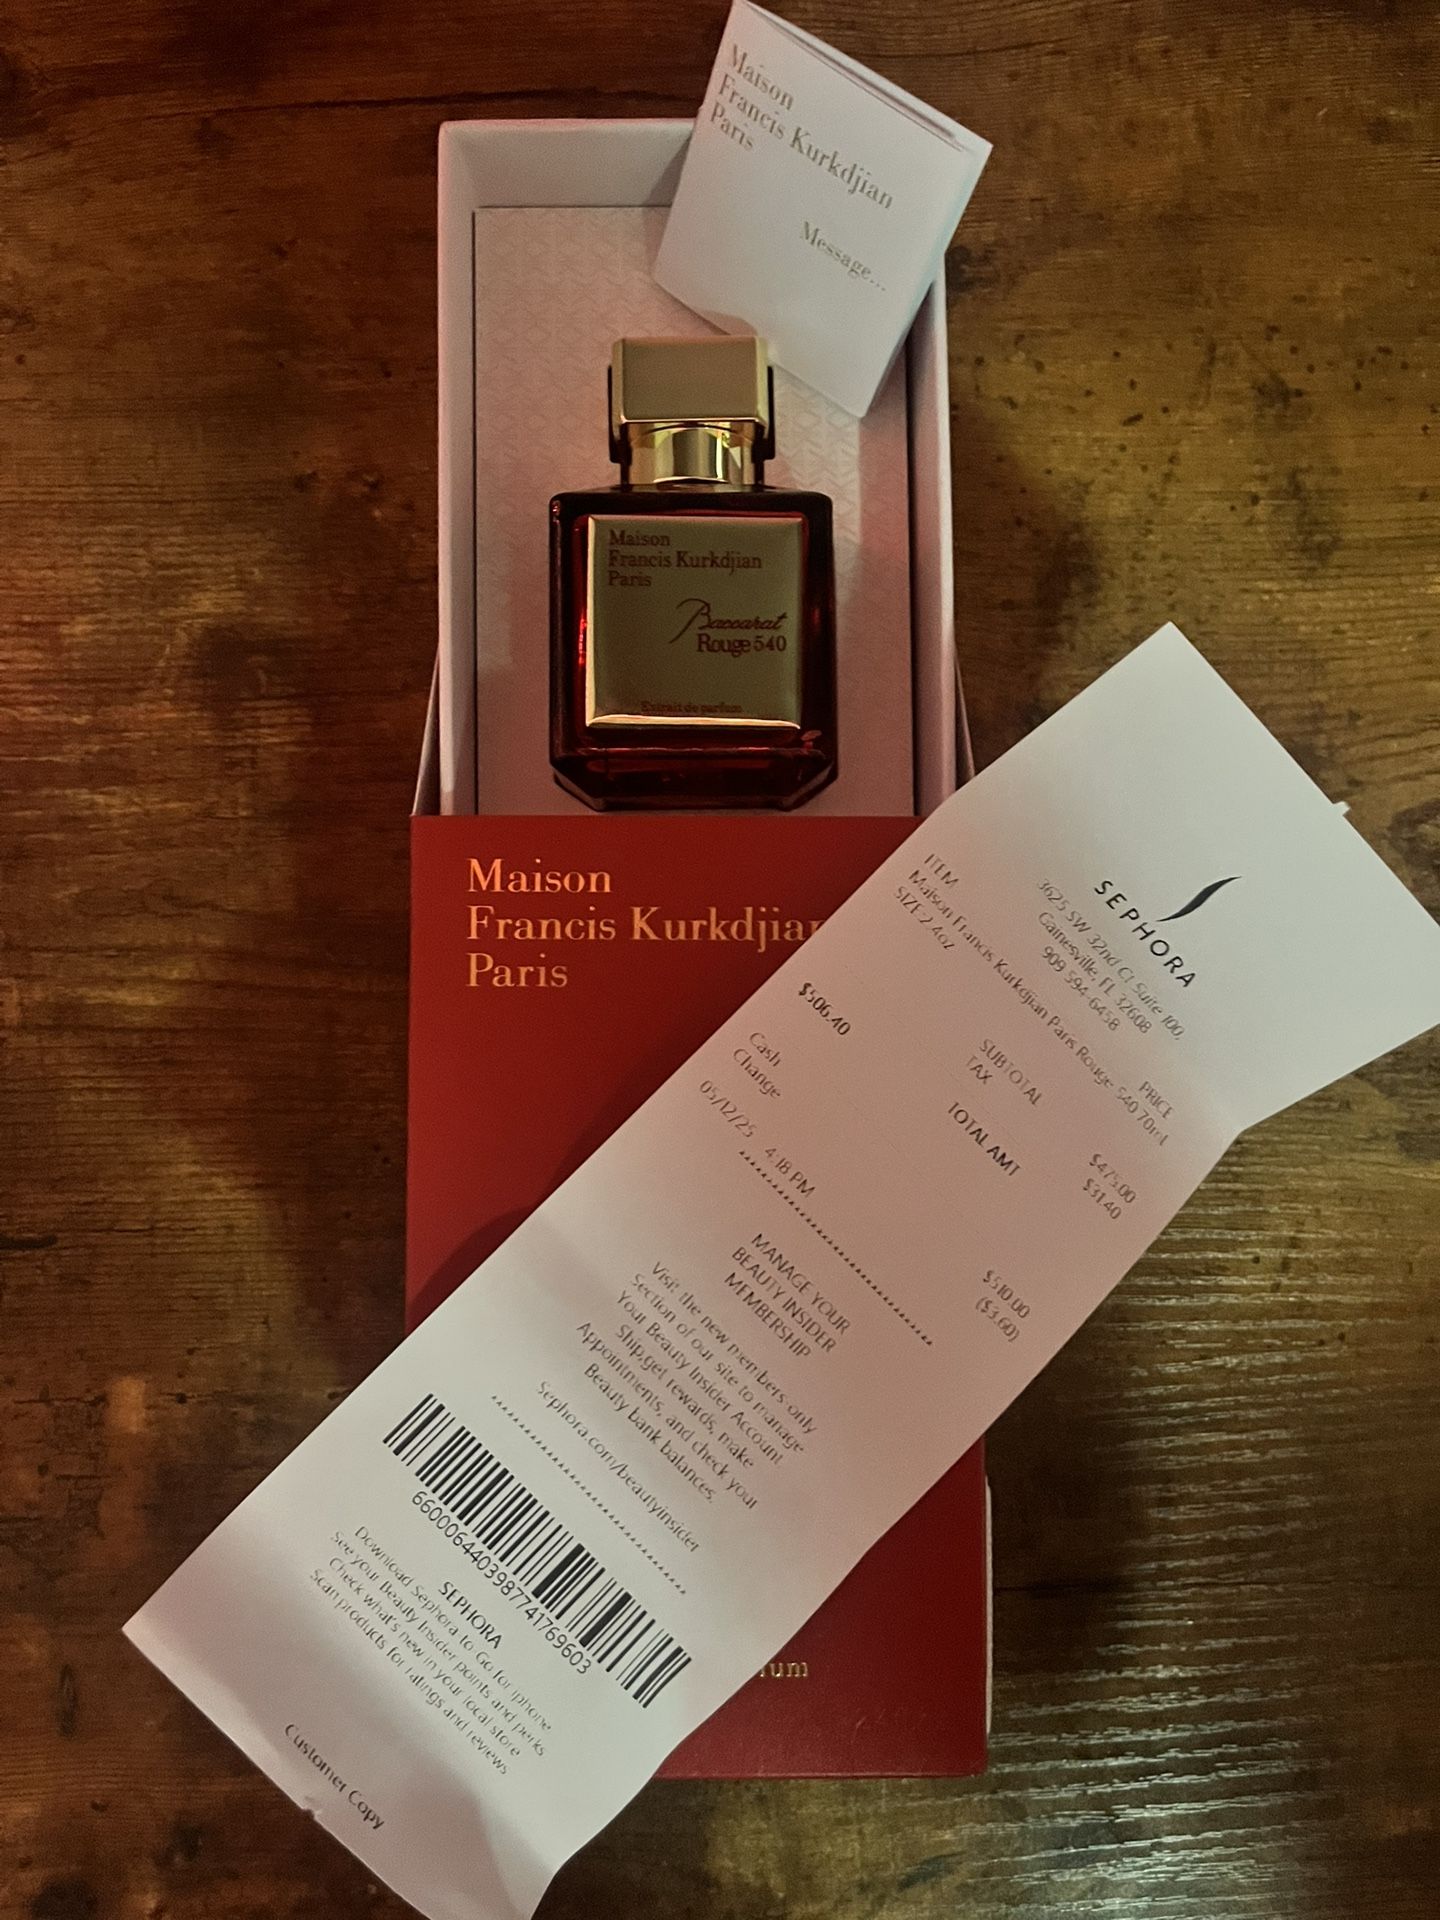 Maison
Francis Kurkdjian
Paris
Message...
Maison
Francis Kurkdjian
Paris
Baccarat
Rouge 540
Extrait de parfum
Maison
Francis Kurkdjian
Paris
SEPHORA
3625 SW 32nd Ct Suite 100,
Gainesville, FL 32608
909 594-6458
ITEM PRICE
Maison Francis Kurkdjian Paris Rouge 540 70mL
SIZE 2.4oz
$475.00
SUBTOTAL $31.40
TAX
TOTAL AMT
$506.40
Cash $510.00
Change ($3.60)
05/12/25 4:18 PM
MANAGE YOUR
BEAUTY INSIDER
MEMBERSHIP
Visit the new members only
Section of our site to manage
Your Beauty Insider Account.
Ship,get rewards, make
Appointments, and check your
Beauty bank balances.
Sephora.com/beautyinsider
6600064403987741769603
SEPHORA
Download Sephora to Go for iphone
See your Beauty Insider points and perks
Check what's new in your local store
Scan products for ratings and reviews
Customer Copy